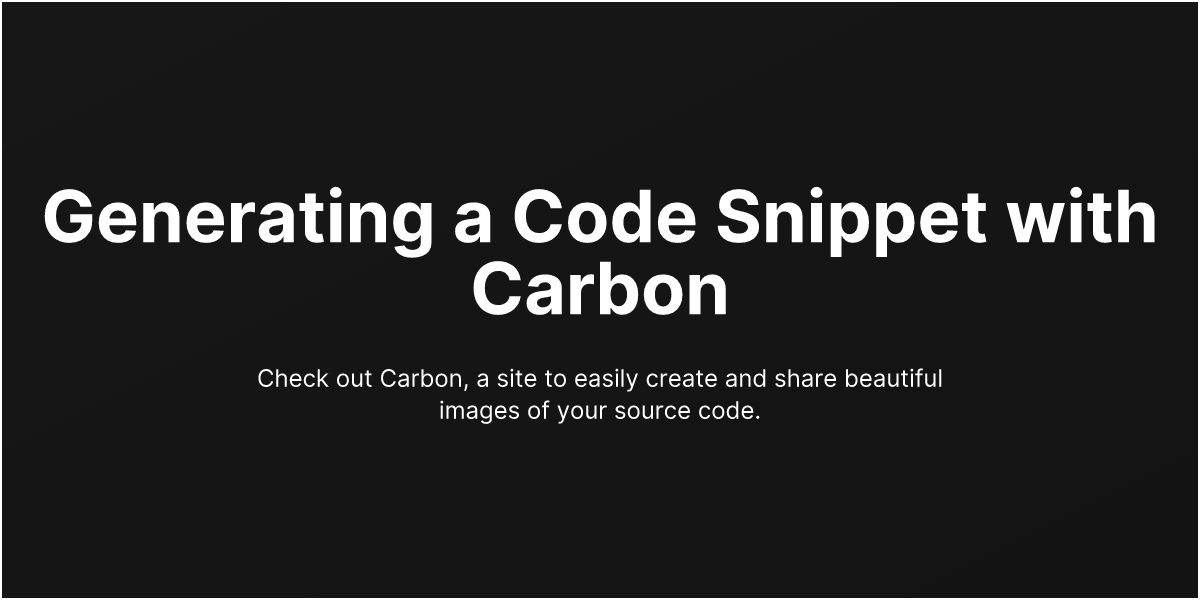 Generating a Code Snippet with
Carbon
Check out Carbon, a site to easily create and share beautiful
images of your source code.